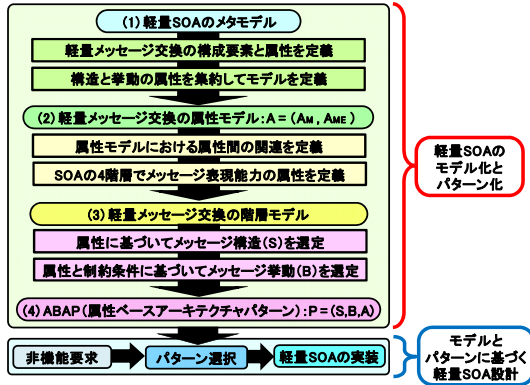 (1)軽量SOAのメタモデル
軽量メッセージ交換の構成要素と属性を定義
構造と挙動の属性を集約してモデルを定義
(2)軽量メッセージ交換の属性モデル:A=(AM,AME)
属性モデルにおける属性間の関連を定義
SOAの4階層でメッセージ表現能力の属性を定義
(3)軽量メッセージ交換の階層モデル
属性に基づいてメッセージ構造(S)を選定
属性と制約条件に基づいてメッセージ挙動(B)を選定
(4)ABAP(属性ベースアーキテクチャパターン):P=(S,B,A)
軽量SOAの
モデル化と
パターン化
非機能要求
パターン選択
軽量SOAの実装
モデルと
パターンに基づく
軽量SOA設計